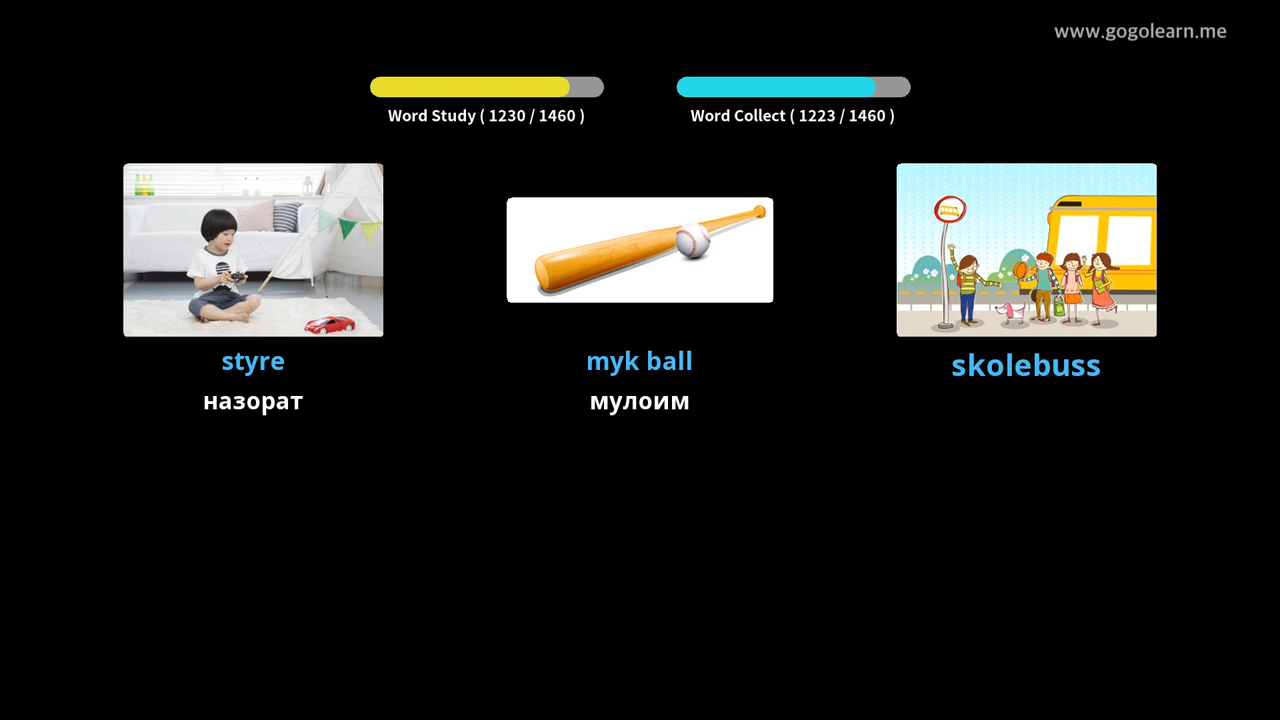 www.gogolearn.me
Word Study ( 1230 / 1460 )
Word Collect ( 1223 / 1460 )
styre
назорат
myk ball
мулоим
skolebuss